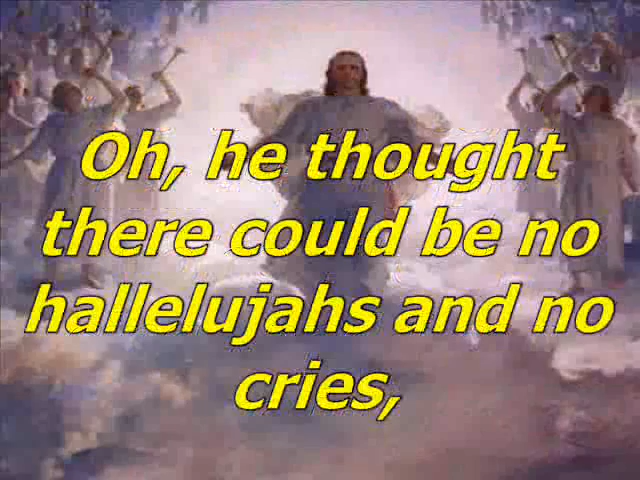 Oh, he thought
there could be no
hallelujahs and no
cries,